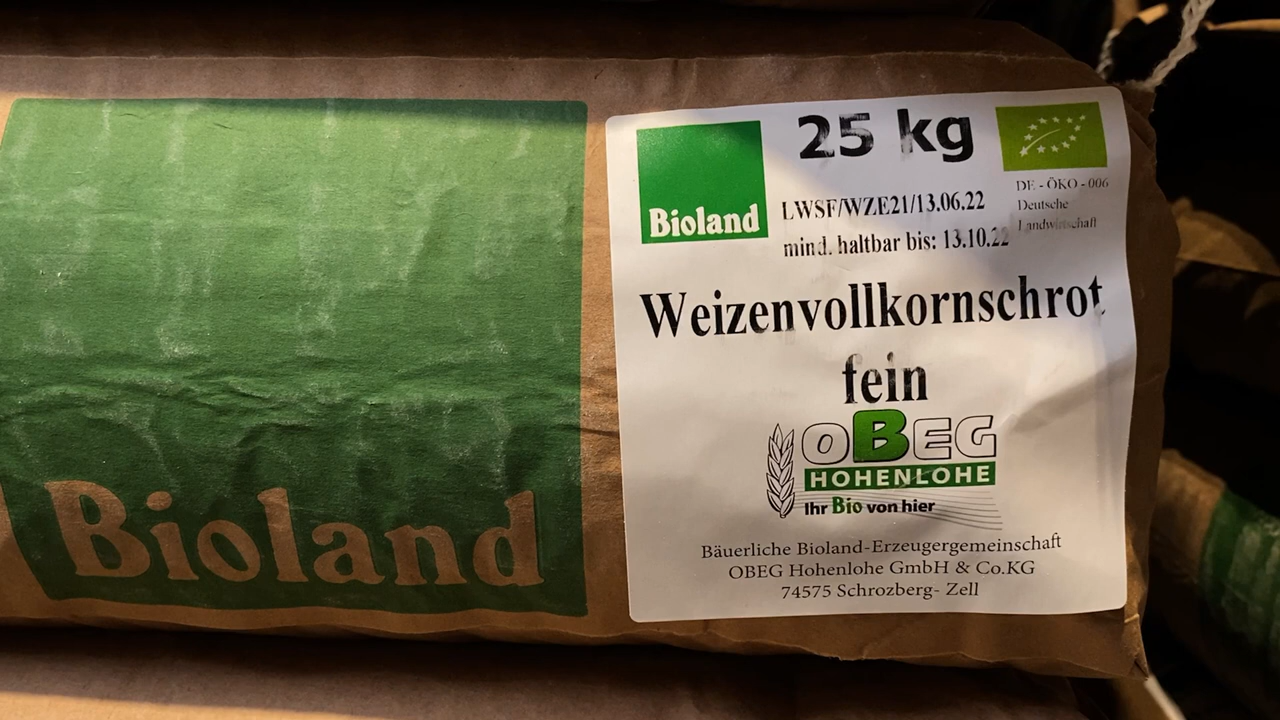 Bioland
Bioland
25 kg
LWSF/WZE21/13.06.22
mind. haltbar bis: 13.10.22
DE - ÖKO - 006
Deutsche
Landwirtschaft
Weizenvollkornschrot
fein
OBEG
HOHENLOHE
Ihr Bio von hier
Bäuerliche Bioland-Erzeugergemeinschaft
OBEG Hohenlohe GmbH & Co.KG
74575 Schrozberg- Zell